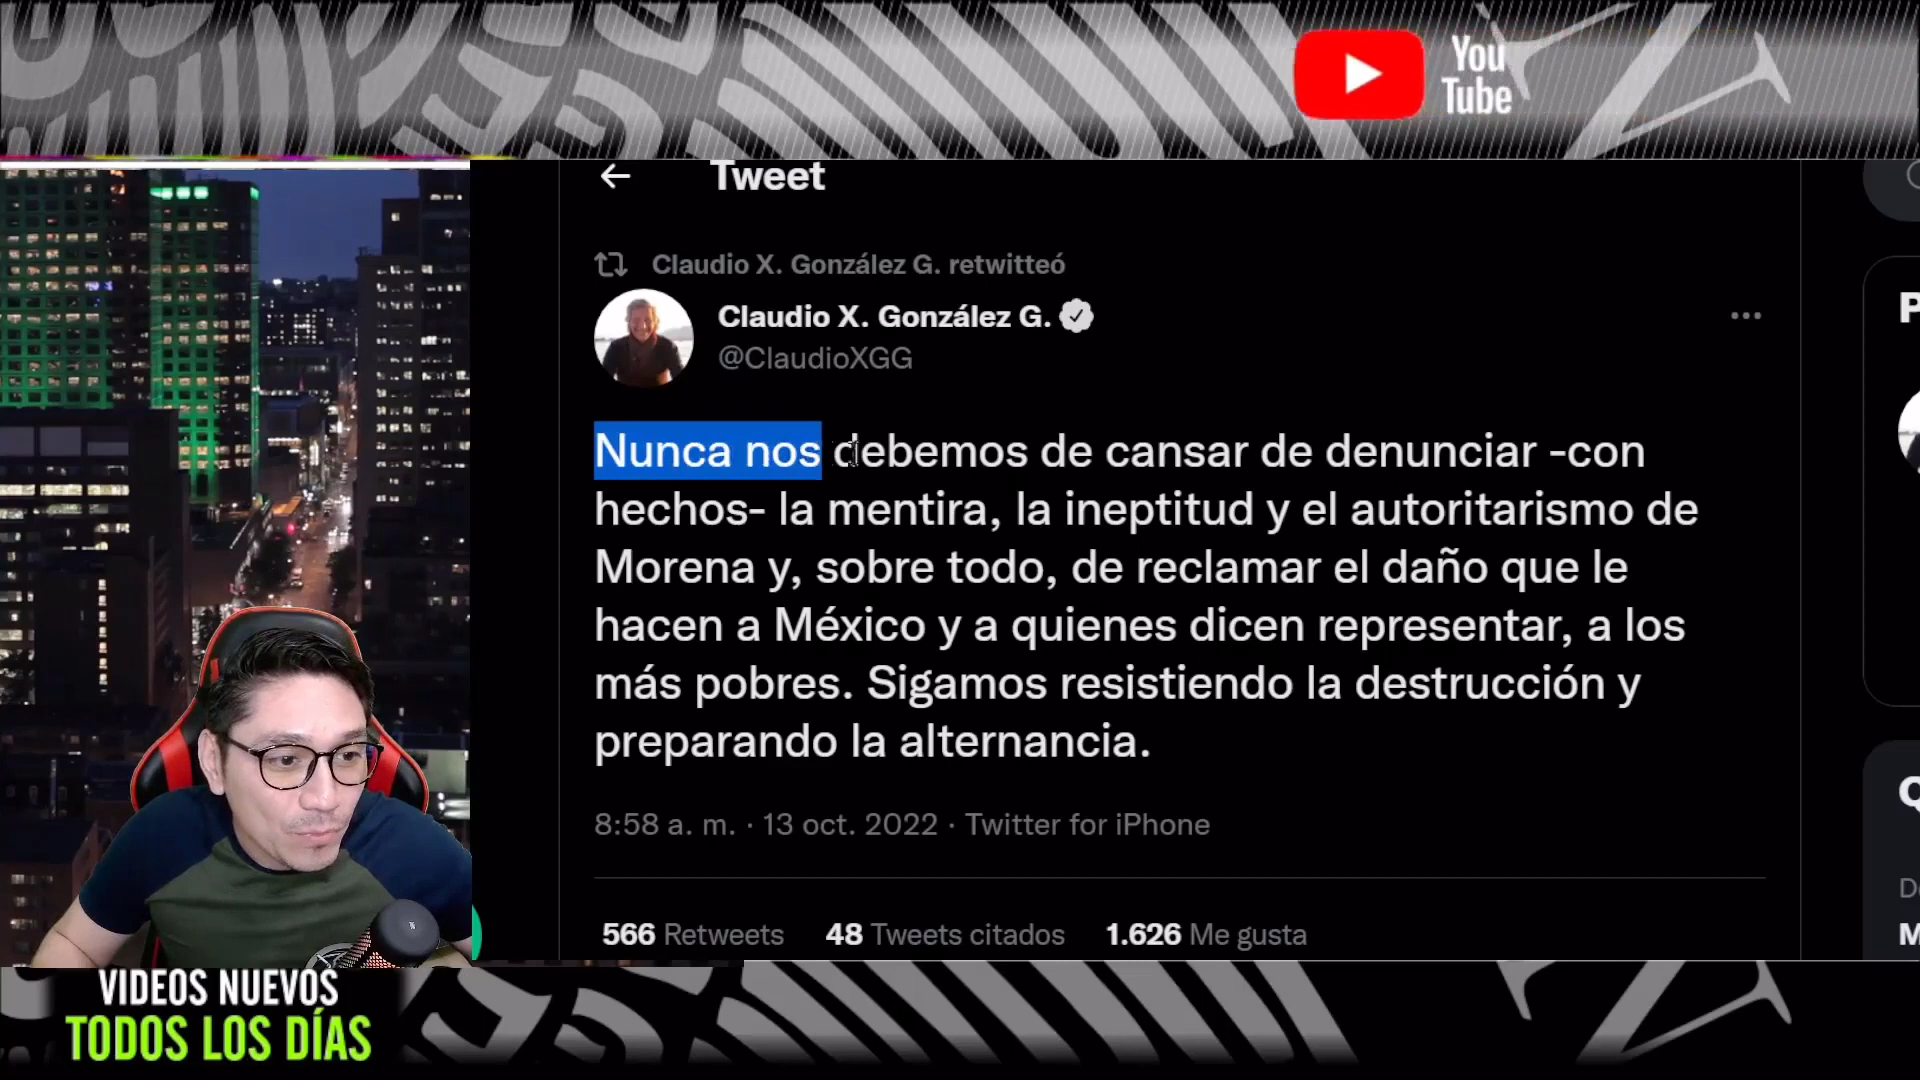 You
Tube
Tweet
Claudio X. González G. retwitteó
Claudio X. González G.
@ClaudioXGG
Nunca nos debemos de cansar de denunciar -con
hechos- la mentira, la ineptitud y el autoritarismo de
Morena y, sobre todo, de reclamar el daño que le
hacen a México y a quienes dicen representar, a los
más pobres. Sigamos resistiendo la destrucción y
preparando la alternancia.
8:58 a. m. · 13 oct. 2022 · Twitter for iPhone
566 Retweets 48 Tweets citados 1.626 Me gusta
VIDEOS NUEVOS
TODOS LOS DÍAS